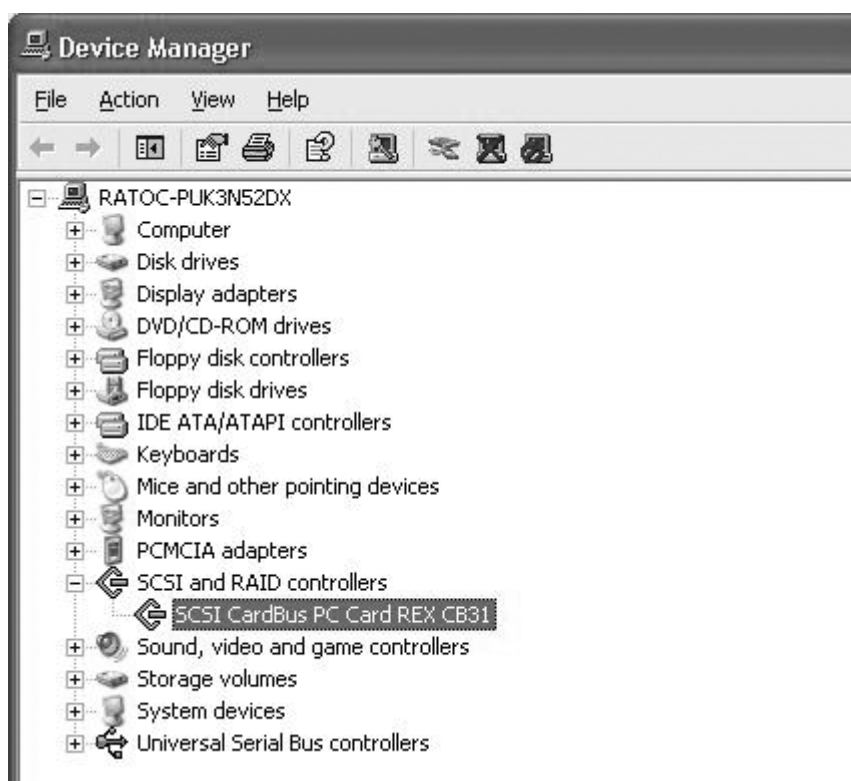 Device Manager
File Action View Help
RATOC-PUK3N52DX
Computer
Disk drives
Display adapters
DVD/CD-ROM drives
Floppy disk controllers
Floppy disk drives
IDE ATA/ATAPI controllers
Keyboards
Mice and other pointing devices
Monitors
PCMCIA adapters
SCSI and RAID controllers
SCSI CardBus PC Card REX CB31
Sound, video and game controllers
Storage volumes
System devices
Universal Serial Bus controllers